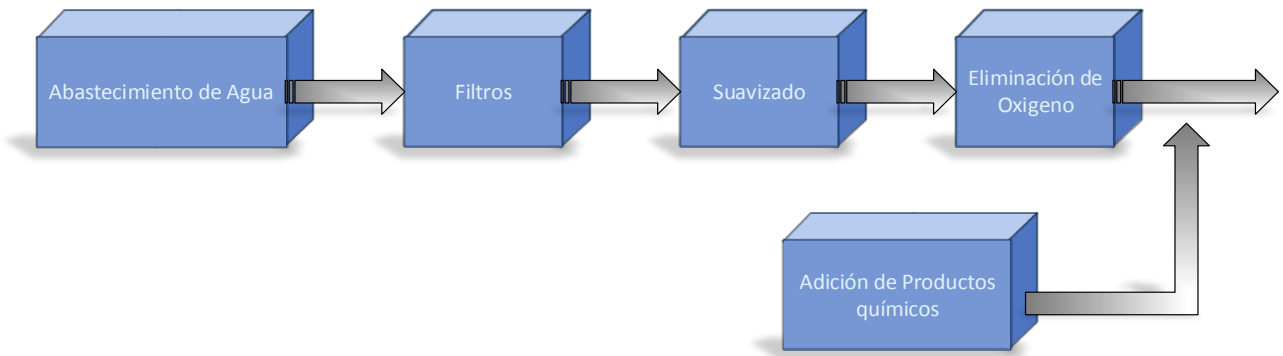 Abastecimiento de Agua
Filtros
Suavizado
Eliminación de
Oxigeno
Adición de Productos
químicos